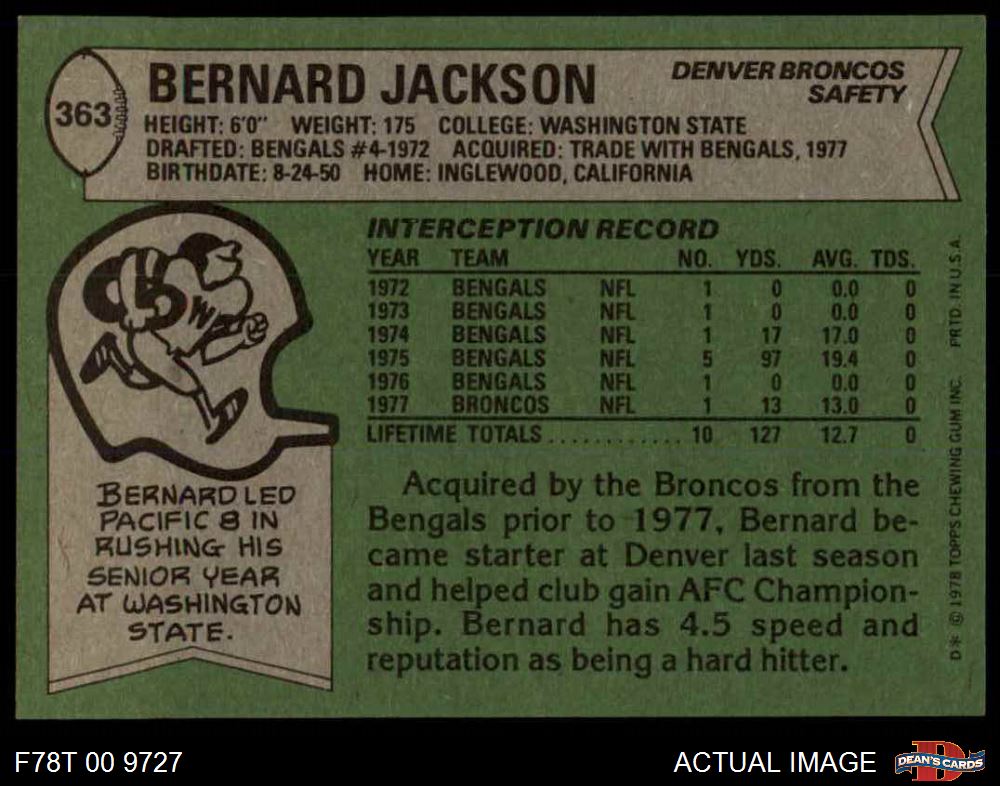 363
BERNARD JACKSON
DENVER BRONCOS
SAFETY
HEIGHT: 6'0" WEIGHT: 175 COLLEGE: WASHINGTON STATE
DRAFTED: BENGALS #4-1972 ACQUIRED: TRADE WITH BENGALS, 1977
BIRTHDATE: 8-24-50 HOME: INGLEWOOD, CALIFORNIA
INTERCEPTION RECORD
YEAR TEAM NO. YDS. AVG. TDS.
1972 BENGALS NFL 1 0 0.0 0
1973 BENGALS NFL 1 0 0.0 0
1974 BENGALS NFL 1 17 17.0 0
1975 BENGALS NFL 5 97 19.4 0
1976 BENGALS NFL 1 0 0.0 0
1977 BRONCOS NFL 1 13 13.0 0
LIFETIME TOTALS............ 10 127 12.7 0
W
BERNARD LED
PACIFIC 8 IN
RUSHING HIS
SENIOR YEAR
AT WASHINGTON
STATE.
Acquired by the Broncos from the
Bengals prior to 1977, Bernard be-
came starter at Denver last season
and helped club gain AFC Champion-
ship. Bernard has 4.5 speed and
reputation as being a hard hitter.
D* © 1978 TOPPS CHEWING GUM INC. PRTD. IN U.S.A.
F78T 00 9727
ACTUAL IMAGE
D
DEAN'S CARDS